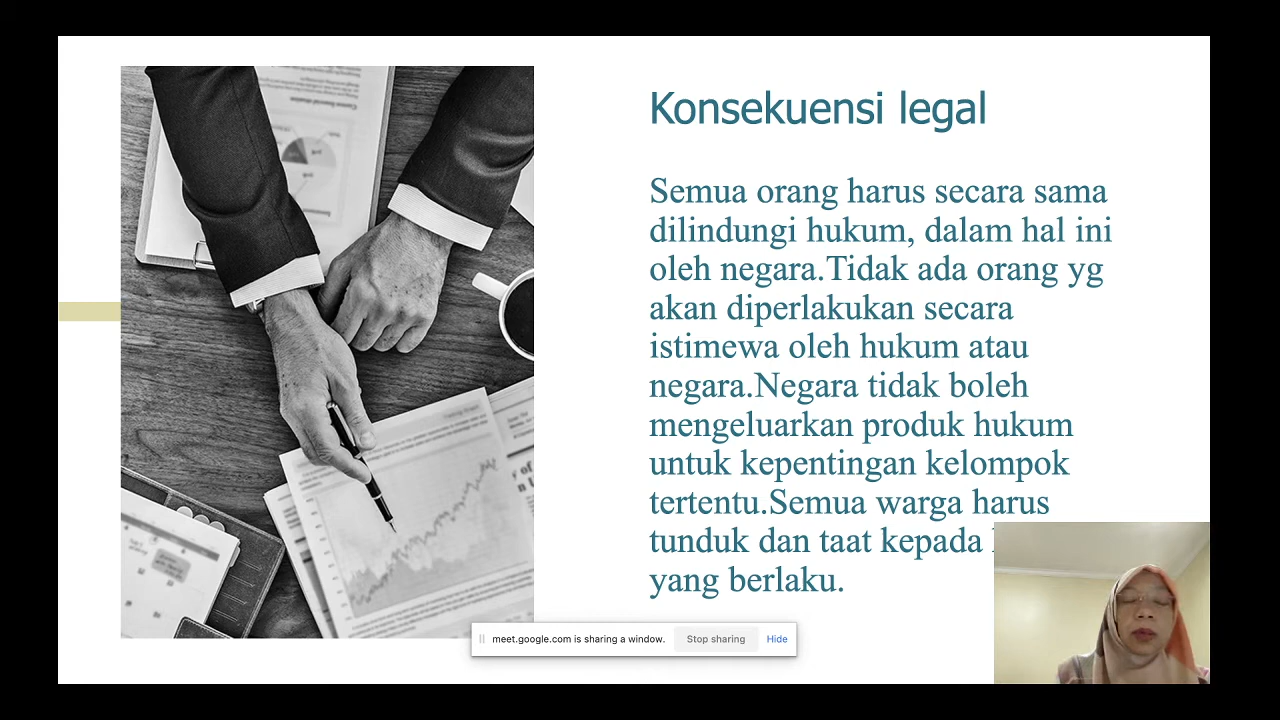 Konsekuensi legal
Semua orang harus secara sama
dilindungi hukum, dalam hal ini
oleh negara.Tidak ada orang yg
akan diperlakukan secara
istimewa oleh hukum atau
negara.Negara tidak boleh
mengeluarkan produk hukum
untuk kepentingan kelompok
tertentu.Semua warga harus
tunduk dan taat kepada
yang berlaku.
meet.google.com is sharing a window. Stop sharing Hide